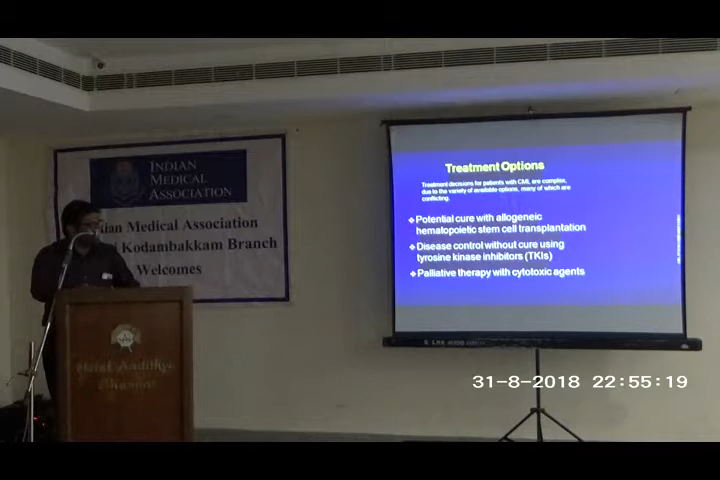 INDIAN
MEDICAL
ASSOCIATION
Indian Medical Association
Kodambakkam Branch
Welcomes
Treatment Options
Treatment decisions for patients with CML are complex,
due to the variety of available options, many of which are
conflicting.
❖Potential cure with allogeneic
hematopoietic stem cell transplantation
❖Disease control without cure using
tyrosine kinase inhibitors (TKIs)
❖Palliative therapy with cytotoxic agents
31-8-2018 22:55:19